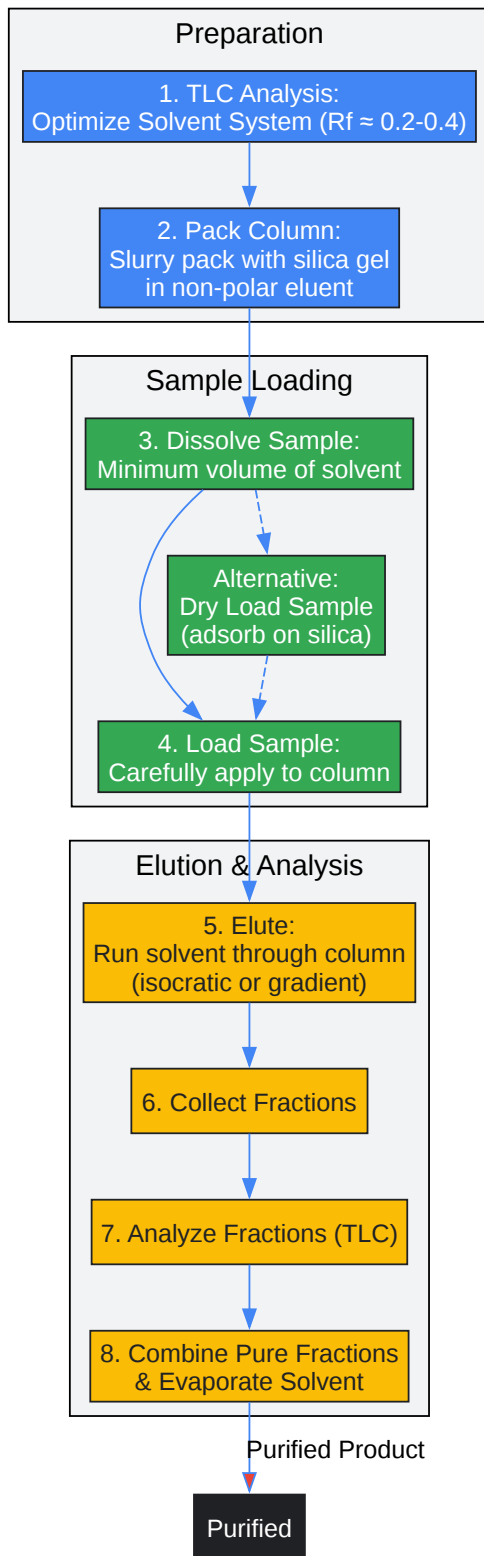 Preparation
1. TLC Analysis:
Optimize Solvent System (Rf ≈ 0.2-0.4)
2. Pack Column:
Slurry pack with silica gel
in non-polar eluent
Sample Loading
3. Dissolve Sample:
Minimum volume of solvent
Alternative:
Dry Load Sample
(adsorb on silica)
4. Load Sample:
Carefully apply to column
Elution & Analysis
5. Elute:
Run solvent through column
(isocratic or gradient)
6. Collect Fractions
7. Analyze Fractions (TLC)
8. Combine Pure Fractions
& Evaporate Solvent
Purified Product
Purified